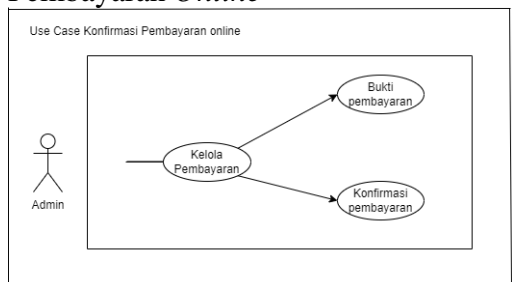 Pembayaran Online
Use Case Konfirmasi Pembayaran online
Bukti
pembayaran
Kelola
Pembayaran
Admin
Konfirmasi
pembayaran